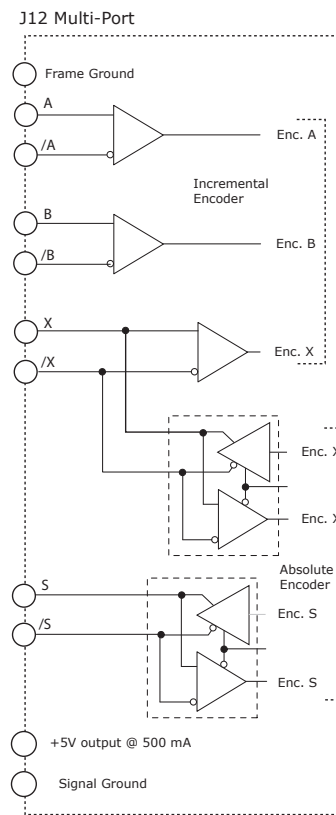 J12 Multi-Port
Frame Ground
A
/A
Enc. A
Incremental
Encoder
B
/B
Enc. B
X
/X
Enc. X
Enc. X
Enc. X
Absolute
Encoder
S
/S
Enc. S
Enc. S
+5V output @ 500 mA
Signal Ground